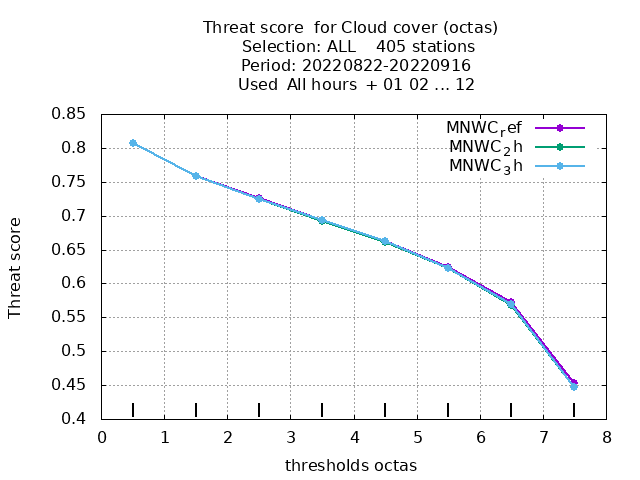 Threat score  for Cloud cover (octas)
Selection: ALL    405 stations
Period: 20220822-20220916
Used  All hours  + 01 02 ... 12
MNWC_ref
MNWC_2h
MNWC_3h
0.85
0.8
0.75
0.7
0.65
0.6
0.55
0.5
0.45
0.4
Threat score
0 1 2 3 4 5 6 7 8
thresholds octas